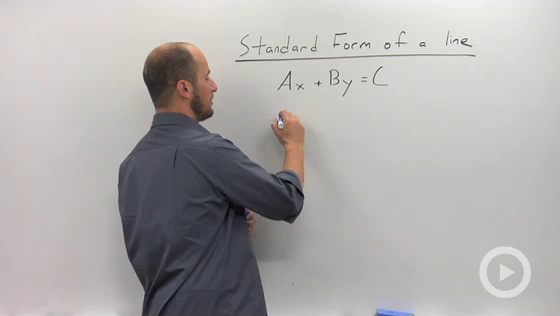 Standard Form of a line
Ax + By = C